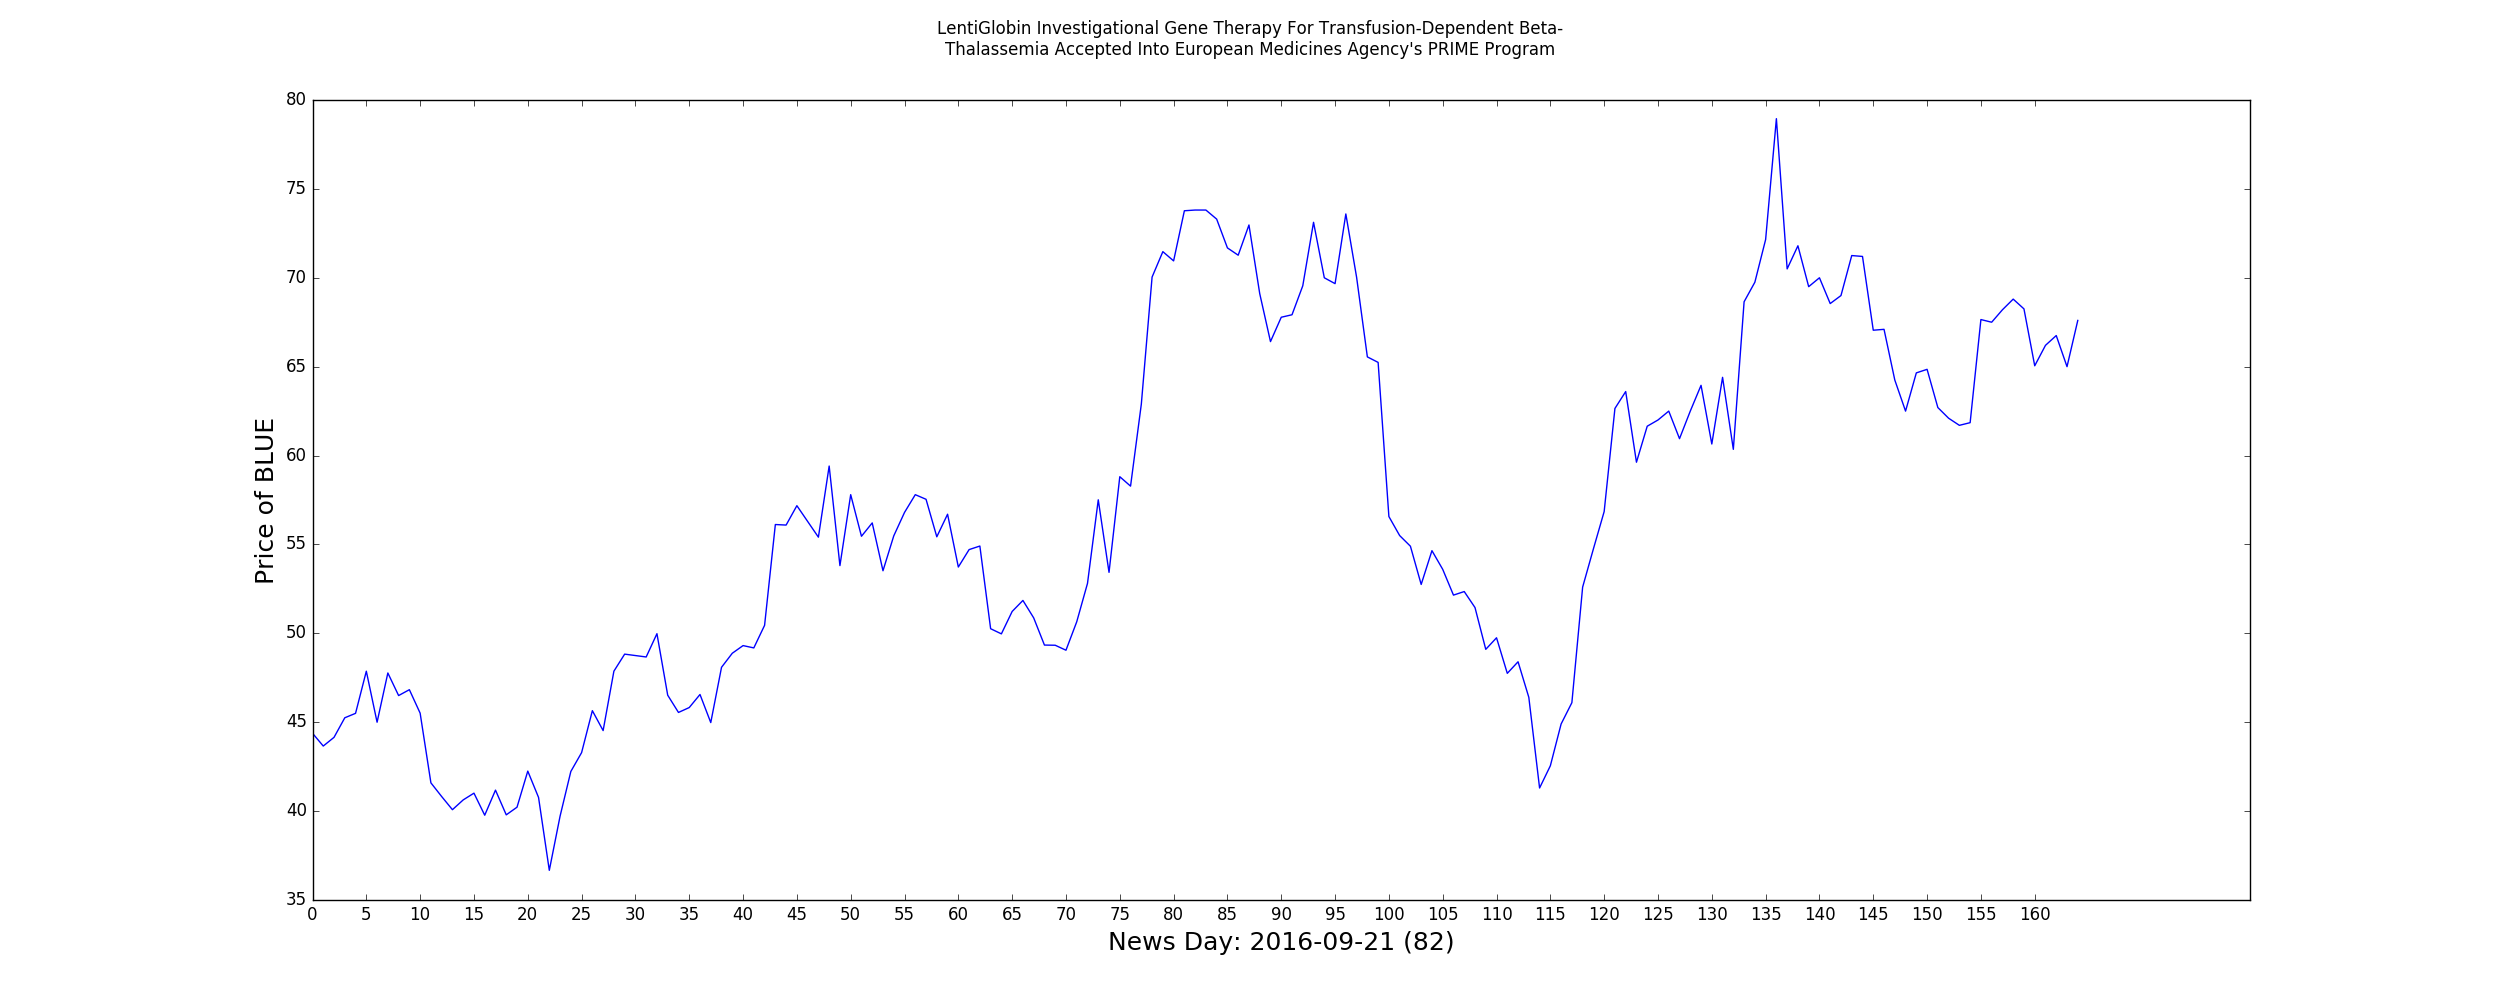 LentiGlobin Investigational Gene Therapy For Transfusion-Dependent Beta-
Thalassemia Accepted Into European Medicines Agency's PRIME Program
80
75
70
65
60
55
50
45
40
35
Price of BLUE
0 5 10 15 20 25 30 35 40 45 50 55 60 65 70 75 80 85 90 95 100 105 110 115 120 125 130 135 140 145 150 155 160
News Day: 2016-09-21 (82)